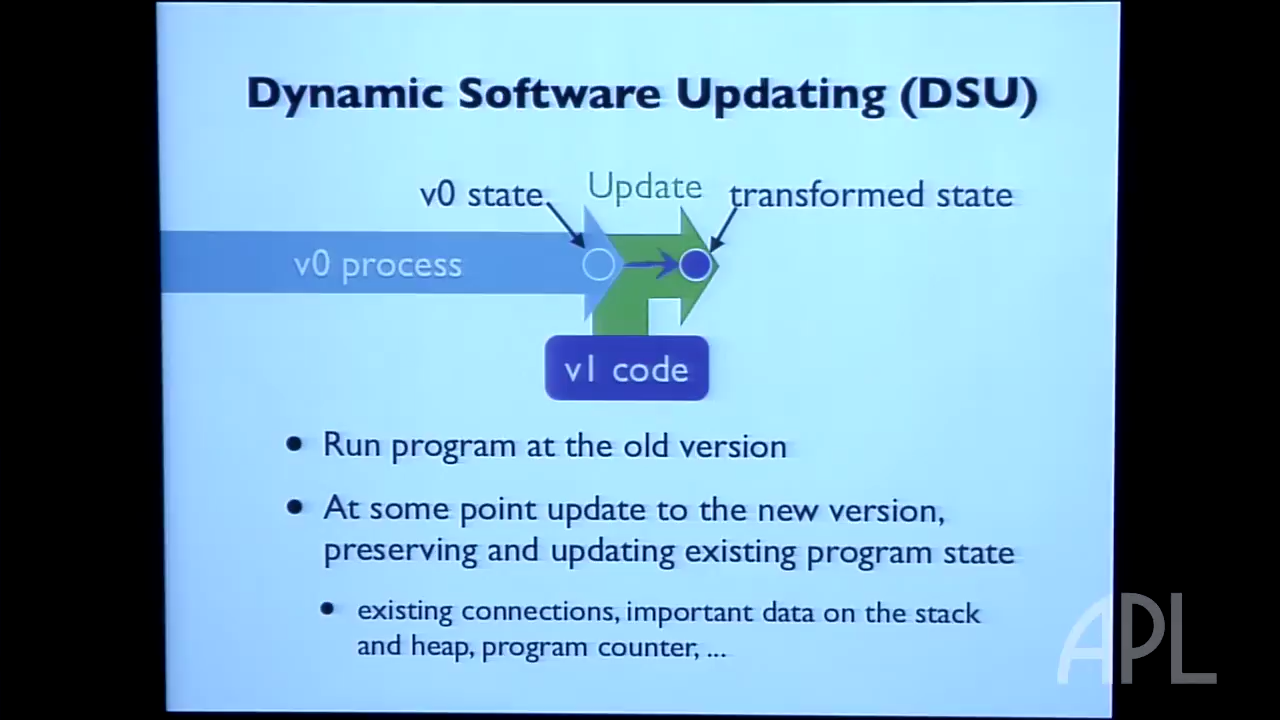 Dynamic Software Updating (DSU)
v0 state
Update
transformed state
v0 process
v1 code
• Run program at the old version
• At some point update to the new version,
preserving and updating existing program state
• existing connections, important data on the stack
and heap, program counter, ...
APL